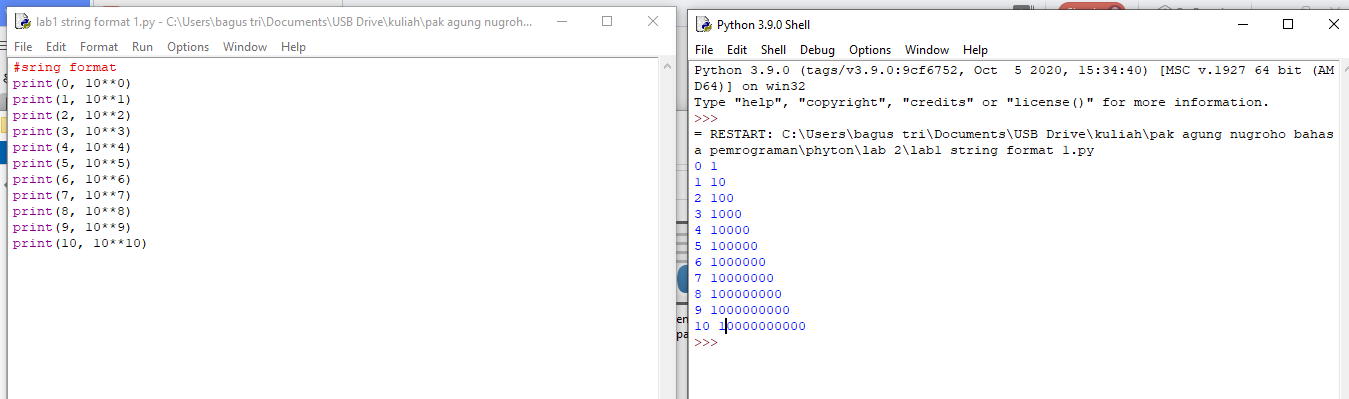 lab1 string format 1.py - C:\Users\bagus tri\Documents\USB Drive\kuliah\pak agung nugroho...
File Edit Format Run Options Window Help
#sring format
print(0, 10**0)
print(1, 10**1)
print(2, 10**2)
print(3, 10**3)
print(4, 10**4)
print(5, 10**5)
print(6, 10**6)
print(7, 10**7)
print(8, 10**8)
print(9, 10**9)
print(10, 10**10)
Python 3.9.0 Shell
File Edit Shell Debug Options Window Help
Python 3.9.0 (tags/v3.9.0:9cf6752, Oct  5 2020, 15:34:40) [MSC v.1927 64 bit (AM
D64)] on win32
Type "help", "copyright", "credits" or "license()" for more information.
>>>
= RESTART: C:\Users\bagus tri\Documents\USB Drive\kuliah\pak agung nugroho bahas
a pemrograman\phyton\lab 2\lab1 string format 1.py
0 1
1 10
2 100
3 1000
4 10000
5 100000
6 1000000
7 10000000
8 100000000
9 1000000000
10 10000000000
>>>
en
pa